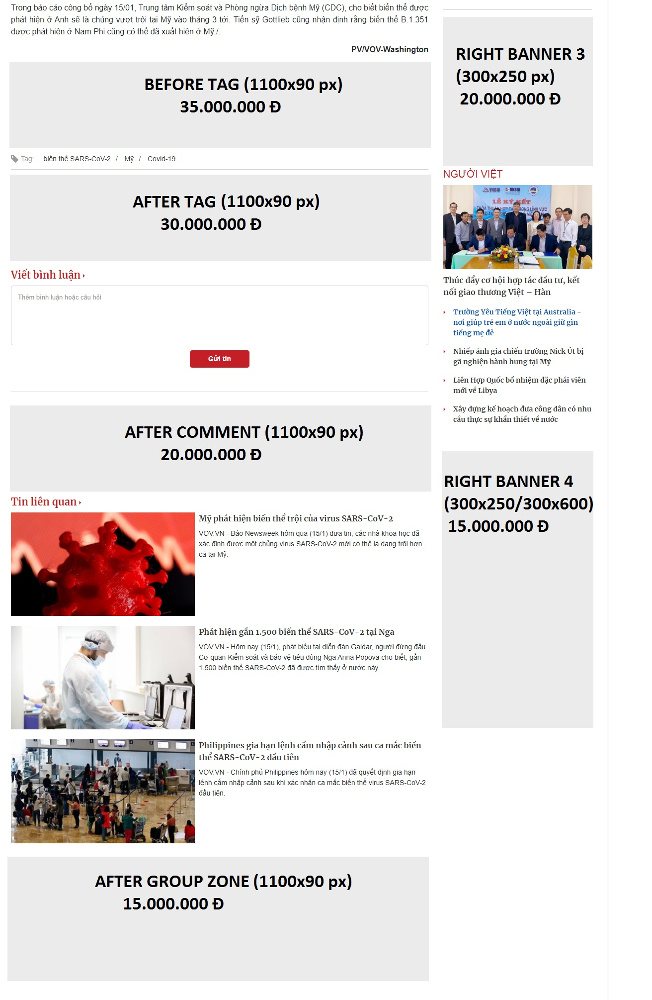 Trong báo cáo công bố ngày 15/01, Trung tâm Kiểm soát và Phòng ngừa Dịch bệnh Mỹ (CDC), cho biết biến thể được
phát hiện ở Anh sẽ là chủng vượt trội tại Mỹ vào tháng 3 tới. Tiến sỹ Gottlieb cũng nhận định rằng biến thể B.1.351
được phát hiện ở Nam Phi cũng có thể đã xuất hiện ở Mỹ./.
PV/VOV-Washington
BEFORE TAG (1100x90 px)
35.000.000 Đ
Tag: biến thể SARS-CoV-2 / Mỹ / Covid-19
AFTER TAG (1100x90 px)
30.000.000 Đ
Viết bình luận
Thêm bình luận hoặc câu hỏi
Gửi tin
AFTER COMMENT (1100x90 px)
20.000.000 Đ
Tin liên quan
Mỹ phát hiện biến thể trội của virus SARS-CoV-2
VOV.VN - Báo Newsweek hôm qua (15/1) đưa tin, các nhà khoa học đã
xác định được một chủng virus SARS-CoV-2 mới có thể là dạng trội hơn
cả tại Mỹ.
Phát hiện gần 1.500 biến thể SARS-CoV-2 tại Nga
VOV.VN - Hôm nay (15/1), phát biểu tại diễn đàn Gaidar, người đứng đầu
Cơ quan Kiểm soát và bảo vệ tiêu dùng Nga Anna Popova cho biết, gần
1.500 biến thể SARS-CoV-2 đã được tìm thấy ở nước này.
Philippines gia hạn lệnh cấm nhập cảnh sau ca mắc biến
thể SARS-CoV-2 đầu tiên
VOV.VN - Chính phủ Philippines hôm nay (15/1) đã quyết định gia hạn
lệnh cấm nhập cảnh sau khi xác nhận ca mắc biến thể virus SARS-CoV-2
đầu tiên.
AFTER GROUP ZONE (1100x90 px)
15.000.000 Đ
RIGHT BANNER 3
(300x250 px)
20.000.000 Đ
NGƯỜI VIỆT
VKBIA VKBIA
LỄ KÝ KẾT
Thúc đẩy cơ hội hợp tác đầu tư, kết
nối giao thương Việt – Hàn
Trường Yêu Tiếng Việt tại Australia -
nơi giúp trẻ em ở nước ngoài giữ gìn
tiếng mẹ đẻ
Nhiếp ảnh gia chiến trường Nick Út bị
gã nghiện hành hung tại Mỹ
Liên Hợp Quốc bổ nhiệm đặc phái viên
mới về Libya
Xây dựng kế hoạch đưa công dân có nhu
cầu thực sự khẩn thiết về nước
RIGHT BANNER 4
(300x250/300x600)
15.000.000 Đ